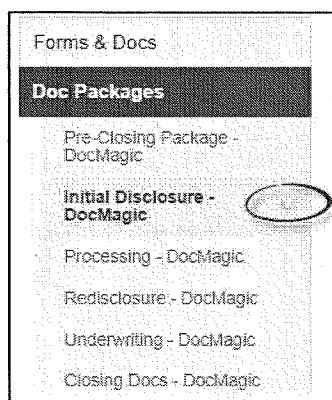 Forms & Docs
Doc Packages
Pre-Closing Package -
DocMagic
Initial Disclosure -
DocMagic
Processing - DocMagic
Redisclosure - DocMagic
Underwriting - DocMagic
Closing Docs - DocMagic